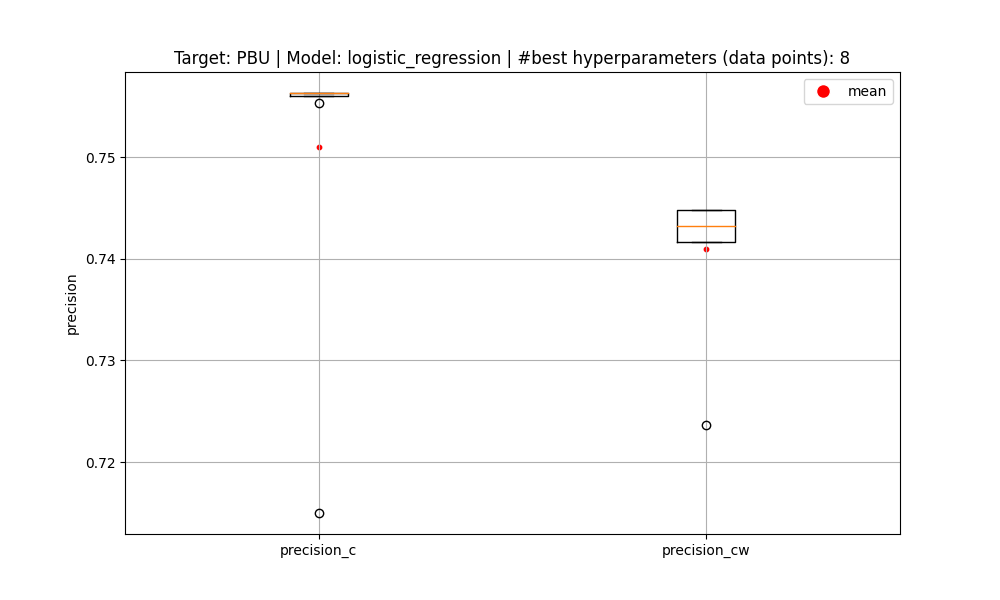 Target: PBU | Model: logistic_regression | #best hyperparameters (data points): 8
mean
0.75
0.74
0.73
0.72
precision
precision_c
precision_cw